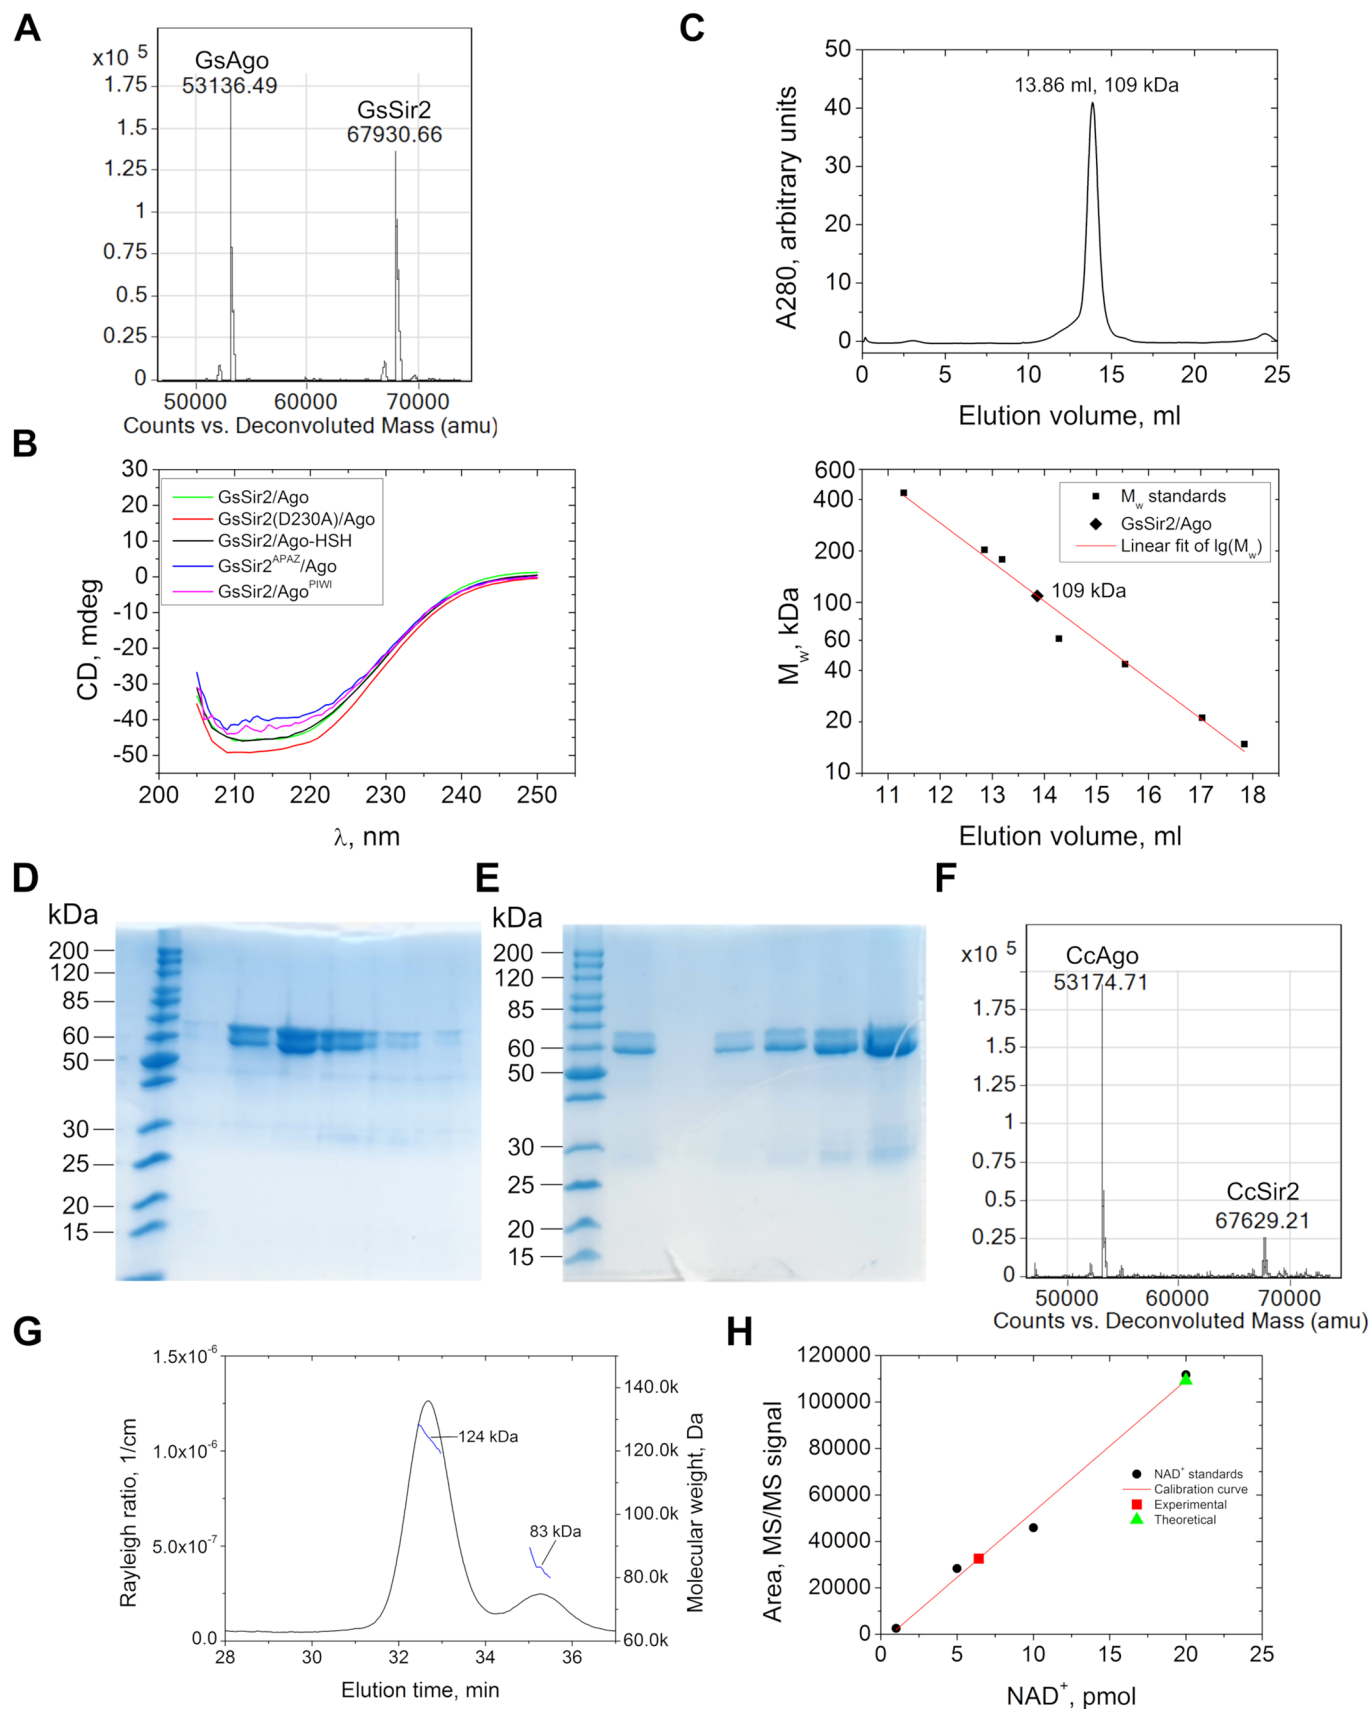 A
x10 5
GsAgo
53136.49
GsSir2
67930.66
1.75
1.5
1.25
1
0.75
0.5
0.25
0
50000 60000 70000
Counts vs. Deconvoluted Mass (amu)
C
A280, arbitrary units
50
40
30
20
10
0
13.86 ml, 109 kDa
0 5 10 15 20 25
Elution volume, ml
B
CD, mdeg
30
20
10
0
-10
-20
-30
-40
-50
GsSir2/Ago
GsSir2(D230A)/Ago
GsSir2/Ago-HSH
GsSir2APAZ/Ago
GsSir2/AgoPIWI
200 210 220 230 240 250
λ, nm
Mw, kDa
600
400
200
100
60
40
20
10
Mw standards
GsSir2/Ago
Linear fit of lg(Mw)
109 kDa
11 12 13 14 15 16 17 18
Elution volume, ml
D
kDa
200
120
85
60
50
30
25
20
15
E
kDa
200
120
85
60
50
30
25
20
15
F
x10 5
CcAgo
53174.71
CcSir2
67629.21
1.75
1.5
1.25
1
0.75
0.5
0.25
0
50000 60000 70000
Counts vs. Deconvoluted Mass (amu)
G
Rayleigh ratio, 1/cm
1.5x10-6
1.0x10-6
5.0x10-7
0.0
124 kDa
83 kDa
140.0k
120.0k
100.0k
80.0k
60.0k
Molecular weight, Da
28 30 32 34 36
Elution time, min
H
Area, MS/MS signal
120000
100000
80000
60000
40000
20000
0
NAD+ standards
Calibration curve
Experimental
Theoretical
0 5 10 15 20 25
NAD+, pmol